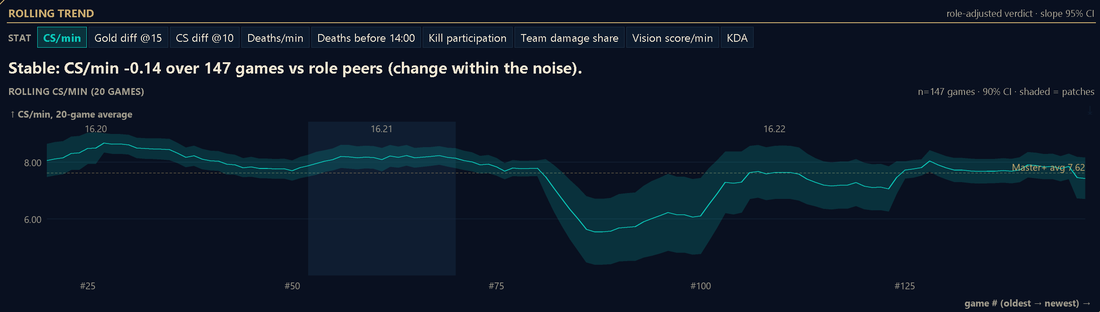 ROLLING TREND
role-adjusted verdict · slope 95% CI
STAT CS/min Gold diff @15 CS diff @10 Deaths/min Deaths before 14:00 Kill participation Team damage share Vision score/min KDA
Stable: CS/min -0.14 over 147 games vs role peers (change within the noise).
ROLLING CS/MIN (20 GAMES)
n=147 games · 90% CI · shaded = patches
↑ CS/min, 20-game average
16.20 16.21 16.22
8.00
Master+ avg 7.62
6.00
#25 #50 #75 #100 #125
game # (oldest → newest) →